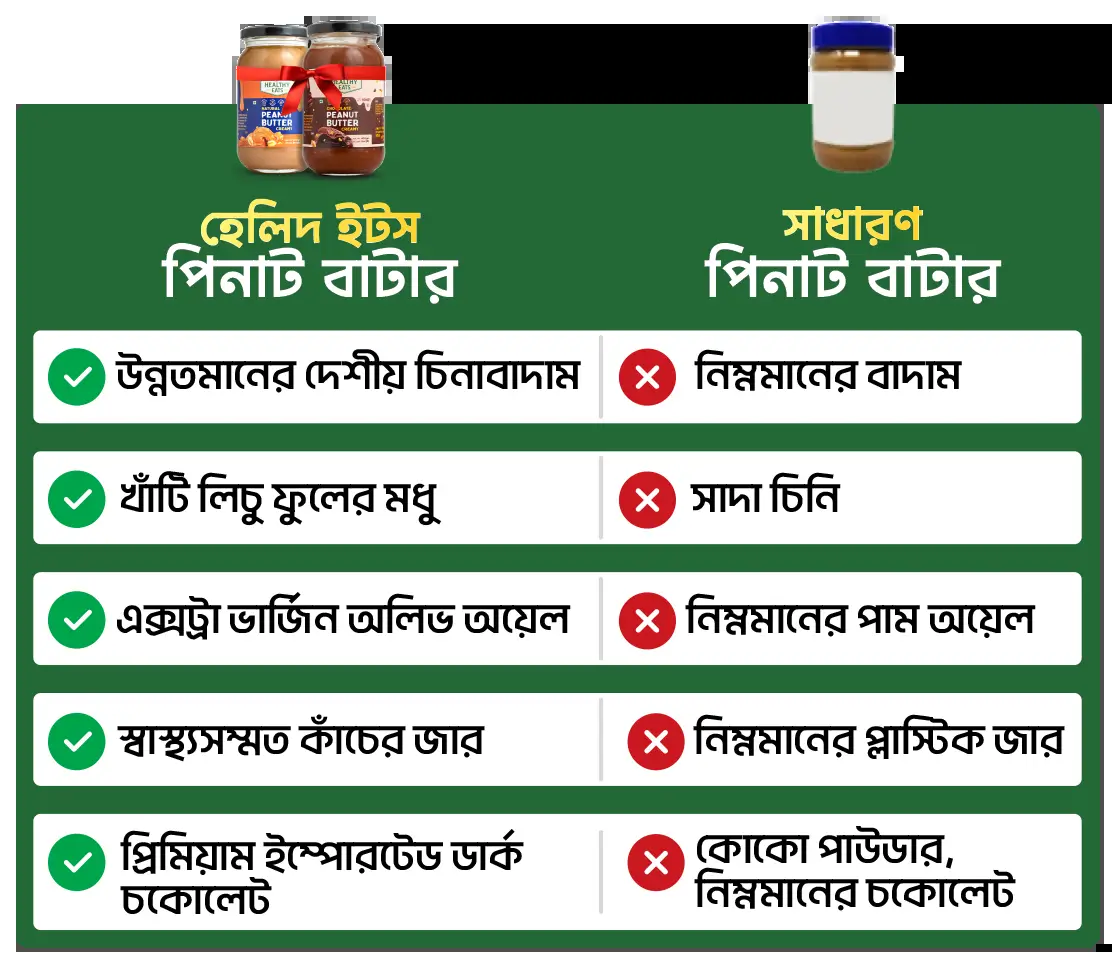 HEALTHY
EATS
NATURAL
PEANUT
BUTTER
CREAMY
HEALTHY
EATS
CHOCOLATE
PEANUT
BUTTER
CREAMY
হেলিদ ইটস
পিনাট বাটার
সাধারণ
পিনাট বাটার
উন্নতমানের দেশীয় চিনাবাদাম
নিম্নমানের বাদাম
খাঁটি লিচু ফুলের মধু
সাদা চিনি
এক্সট্রা ভার্জিন অলিভ অয়েল
নিম্নমানের পাম অয়েল
স্বাস্থ্যসম্মত কাঁচের জার
নিম্নমানের প্লাস্টিক জার
প্রিমিয়াম ইম্পোরটেড ডার্ক
চকোলেট
কোকো পাউডার,
নিম্নমানের চকোলেট